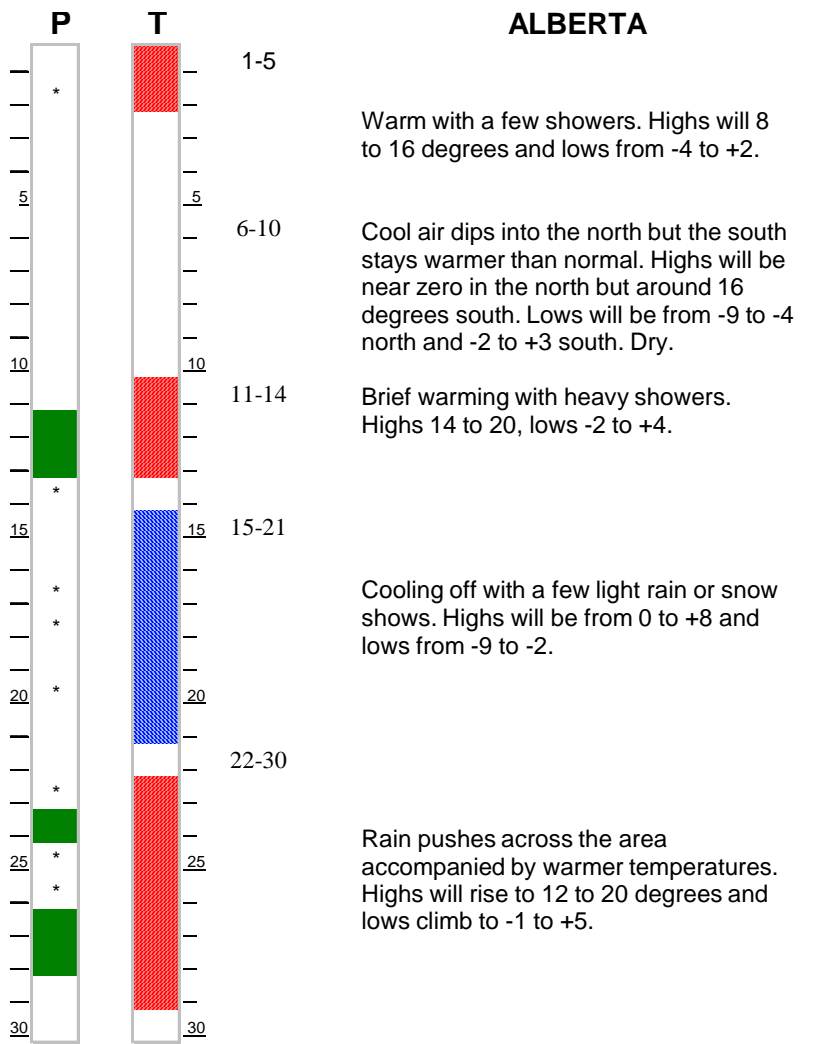 P T ALBERTA
1-5
*
Warm with a few showers. Highs will 8
to 16 degrees and lows from -4 to +2.
5 5
6-10
Cool air dips into the north but the south
stays warmer than normal. Highs will be
near zero in the north but around 16
degrees south. Lows will be from -9 to -4
north and -2 to +3 south. Dry.
10 10
11-14
Brief warming with heavy showers.
Highs 14 to 20, lows -2 to +4.
*
15 15
15-21
*
Cooling off with a few light rain or snow
shows. Highs will be from 0 to +8 and
*
lows from -9 to -2.
*
20 20
22-30
*
Rain pushes across the area
*
accompanied by warmer temperatures.
25 25
Highs will rise to 12 to 20 degrees and
*
lows climb to -1 to +5.
30 30